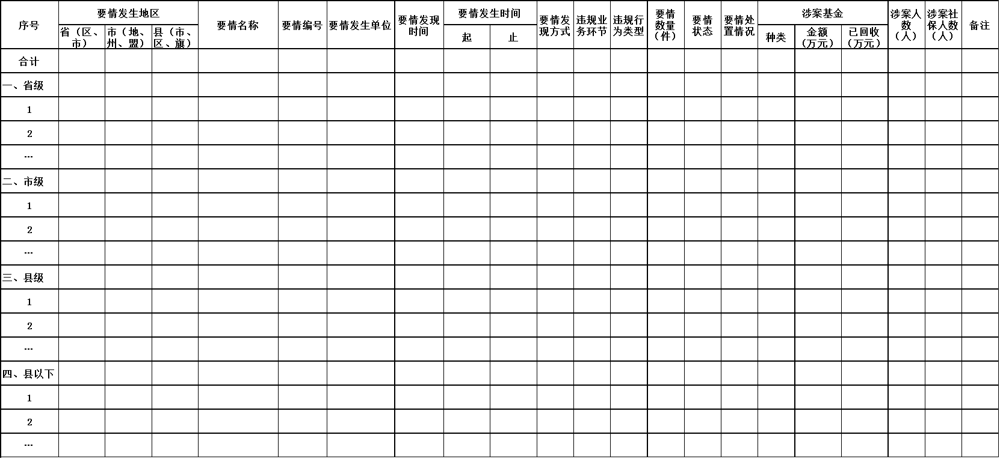 序号
要情发生地区
省（区、
市）
市（地、
州、盟）
县（市、
区、旗）
要情名称
要情编号
要情发生单位
要情发现
时间
要情发生时间
起
止
要情发
现方式
违规业
务环节
违规行
为类型
要情
数量
（件）
要情
状态
要情处
置情况
涉案基金
种类
金额
（万元）
已回收
（万元）
涉案人
数
（人）
涉案社
保人数
（人）
备注
合计
一、省级
1
2
…
二、市级
1
2
…
三、县级
1
2
…
四、县以下
1
2
…